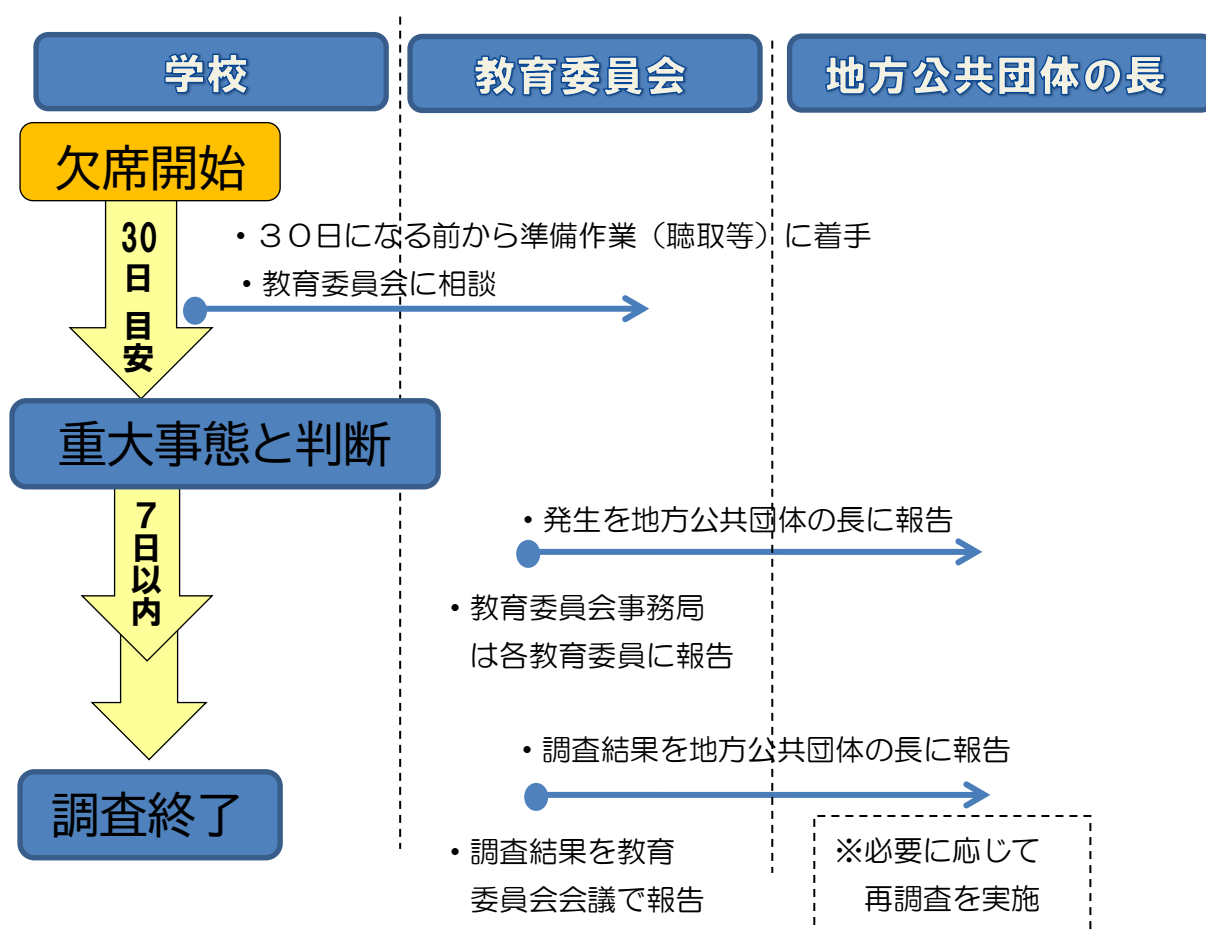 学校
教育委員会
地方公共団体の長
欠席開始
30日 目安
・３０日になる前から準備作業（聴取等）に着手
・教育委員会に相談
重大事態と判断
７日以内
・発生を地方公共団体の長に報告
・教育委員会事務局
は各教育委員に報告
・調査結果を地方公共団体の長に報告
調査終了
・調査結果を教育
委員会会議で報告
※必要に応じて
再調査を実施